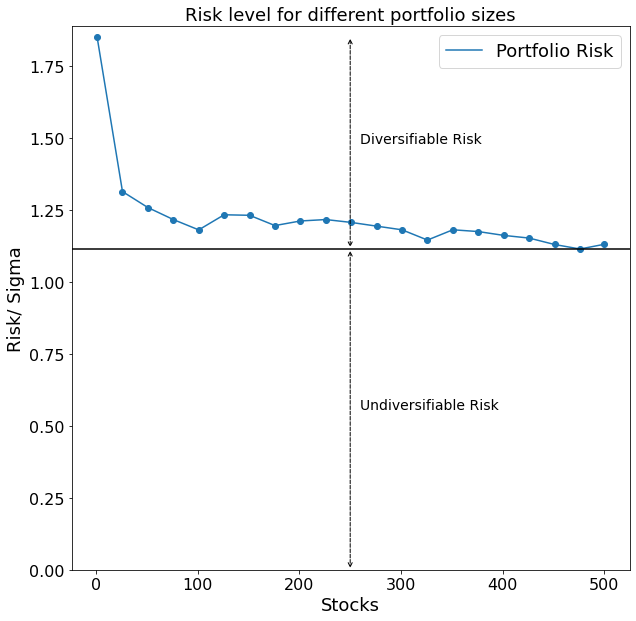 Risk level for different portfolio sizes
Portfolio Risk
1.75
Diversifiable Risk
1.50
1.25
1.00
Risk/ Sigma
0.75
Undiversifiable Risk
0.50
0.25
0.00
0 100 200 300 400 500
Stocks